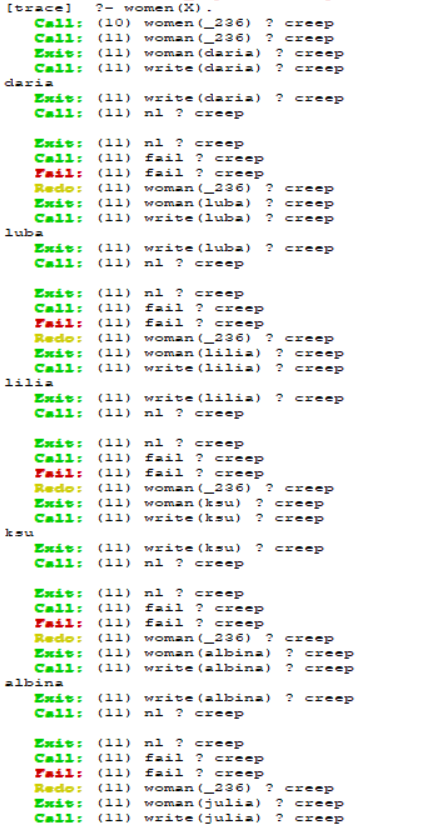 [trace]  ?- women(X).
Call: (10) women(_236) ? creep
Call: (11) women(_236) ? creep
Exit: (11) women(daria) ? creep
Call: (11) write(daria) ? creep
daria
Exit: (11) write(daria) ? creep
Call: (11) nl ? creep
Exit: (11) nl ? creep
Call: (11) fail ? creep
Fail: (11) fail ? creep
Redo: (11) woman(_236) ? creep
Exit: (11) woman(luba) ? creep
Call: (11) write(luba) ? creep
luba
Exit: (11) write(luba) ? creep
Call: (11) nl ? creep
Exit: (11) nl ? creep
Call: (11) fail ? creep
Fail: (11) fail ? creep
Redo: (11) woman(_236) ? creep
Exit: (11) woman(lilia) ? creep
Call: (11) write(lilia) ? creep
lilia
Exit: (11) write(lilia) ? creep
Call: (11) nl ? creep
Exit: (11) nl ? creep
Call: (11) fail ? creep
Fail: (11) fail ? creep
Redo: (11) woman(_236) ? creep
Exit: (11) woman(ksu) ? creep
Call: (11) write(ksu) ? creep
ksu
Exit: (11) write(ksu) ? creep
Call: (11) nl ? creep
Exit: (11) nl ? creep
Call: (11) fail ? creep
Fail: (11) fail ? creep
Redo: (11) woman(_236) ? creep
Exit: (11) woman(albina) ? creep
Call: (11) write(albina) ? creep
albina
Exit: (11) write(albina) ? creep
Call: (11) nl ? creep
Exit: (11) nl ? creep
Call: (11) fail ? creep
Fail: (11) fail ? creep
Redo: (11) woman(_236) ? creep
Exit: (11) woman(julia) ? creep
Call: (11) write(julia) ? creep